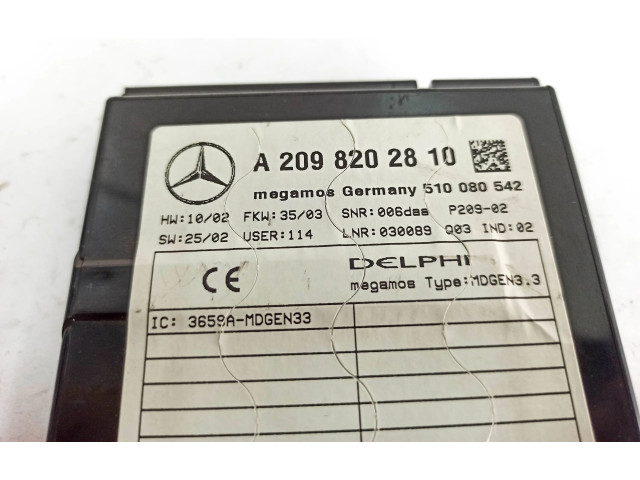 A 209 820 28 10
megamos Germany 510 080 542
HW:10/02 FKW:35/03 SNR:006das P209-02
SW:25/02 USER:114 LNR:030089 Q03 IND:02
CE DELPHI
megamos Type:MDGEN3.3
IC: 3659A-MDGEN33